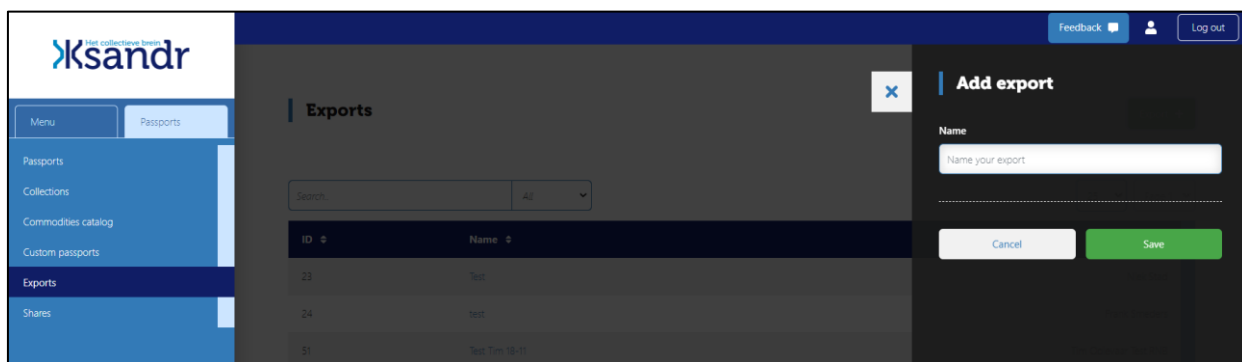 Het collectieve brein
Ksandr
Feedback
Log out
Menu
Passports
Passports
Collections
Commodities catalog
Custom passports
Exports
Shares
Exports
Search..
All
ID
Name
23
Test
24
test
51
Test Tim 18-11
Add export
Name
Name your export
Cancel
Save